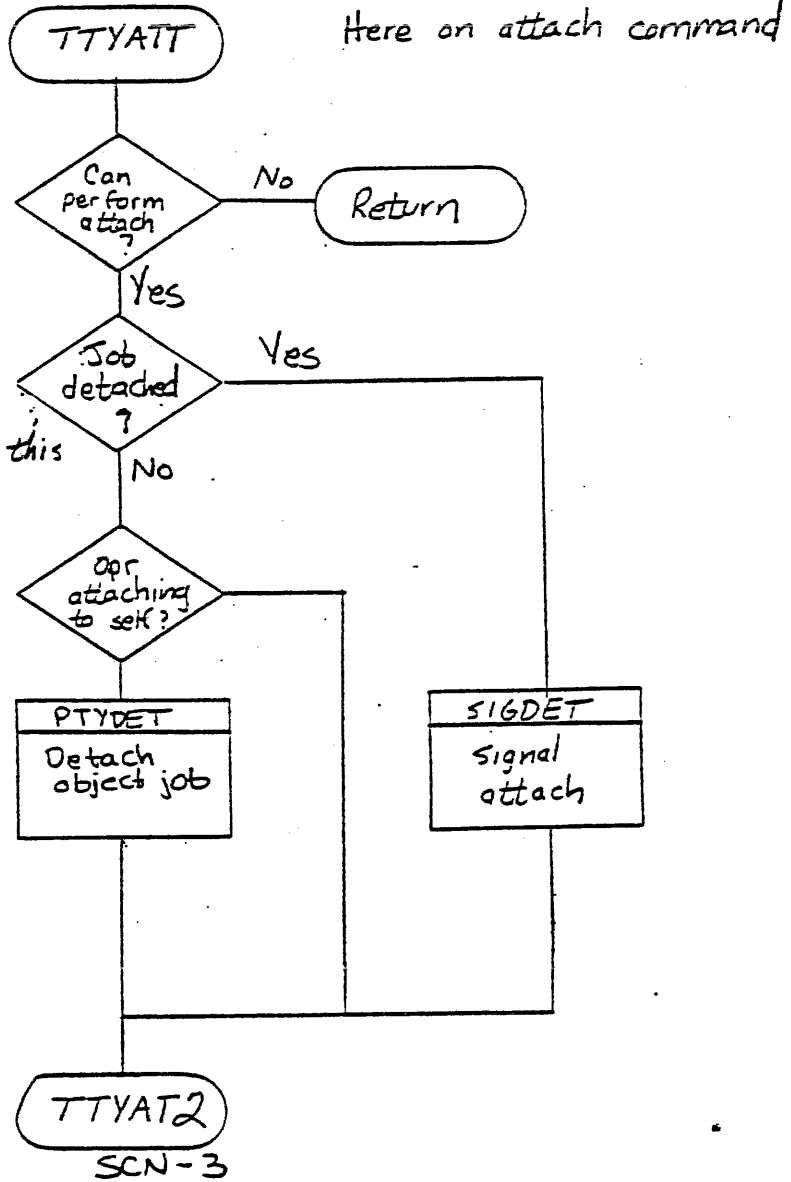 TTYATT
Here on attach command
Can
perform
attach
?
No
Return
Yes
Job
detached
?
Yes
this
No
Opr
attaching
to self?
PTYDET
Detach
object job
SIGDET
signal
attach
TTYAT2
SCN-3